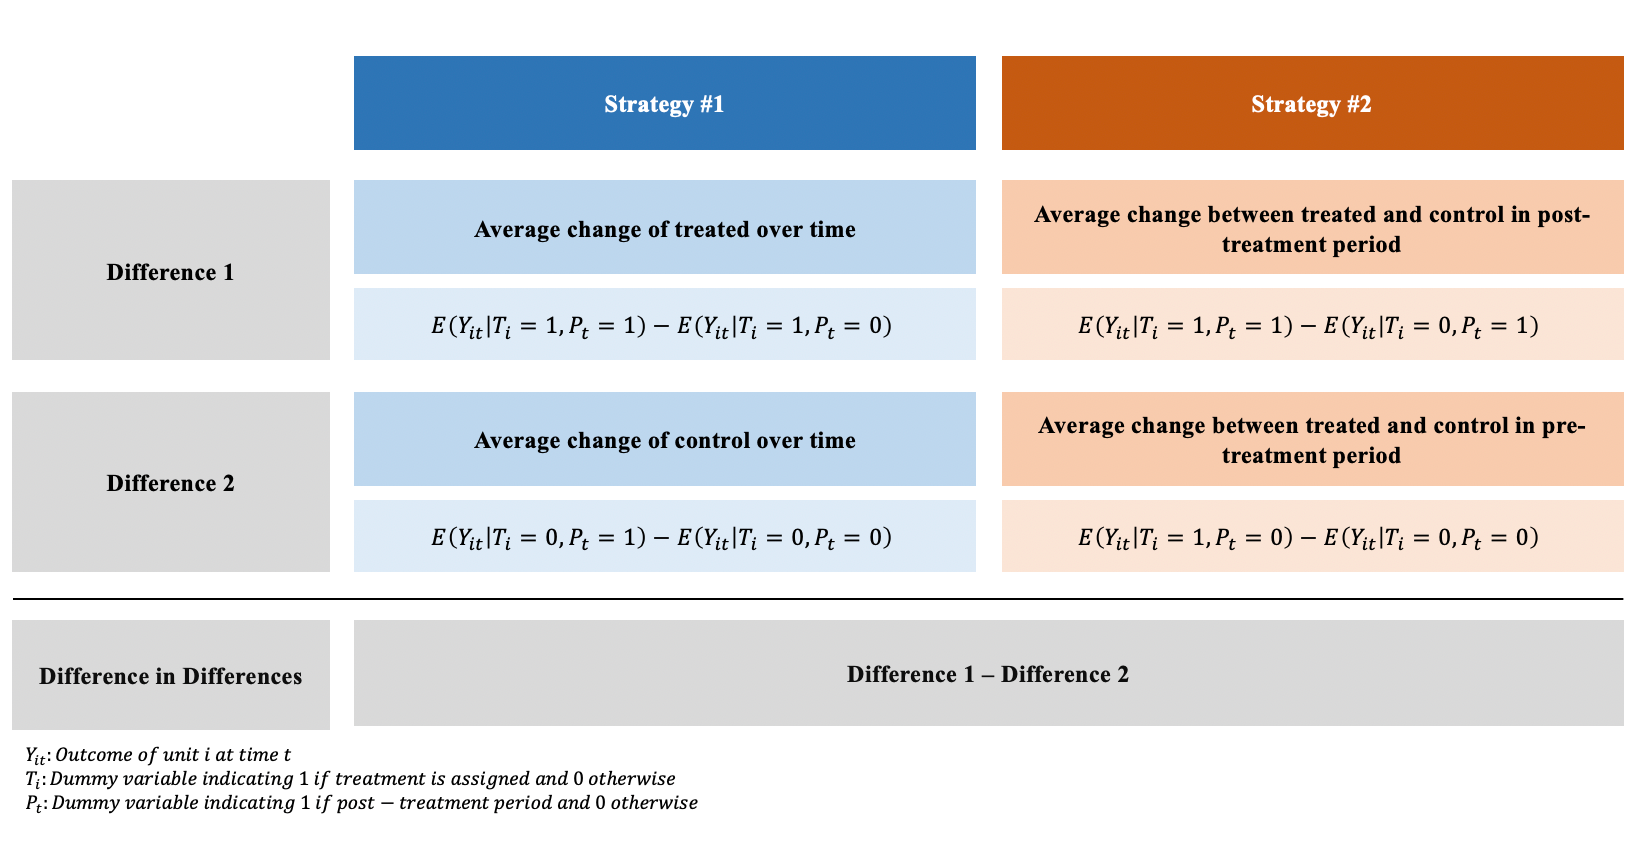 Strategy #1
Strategy #2
Difference 1
Average change of treated over time
Average change between treated and control in post-
treatment period
E(Y_{it}|T_i = 1, P_t = 1) − E(Y_{it}|T_i = 1, P_t = 0)
E(Y_{it}|T_i = 1, P_t = 1) − E(Y_{it}|T_i = 0, P_t = 1)
Difference 2
Average change of control over time
Average change between treated and control in pre-
treatment period
E(Y_{it}|T_i = 0, P_t = 1) − E(Y_{it}|T_i = 0, P_t = 0)
E(Y_{it}|T_i = 1, P_t = 0) − E(Y_{it}|T_i = 0, P_t = 0)
Difference in Differences
Difference 1 – Difference 2
Y_{it}: Outcome of unit i at time t
T_i: Dummy variable indicating 1 if treatment is assigned and 0 otherwise
P_t: Dummy variable indicating 1 if post − treatment period and 0 otherwise